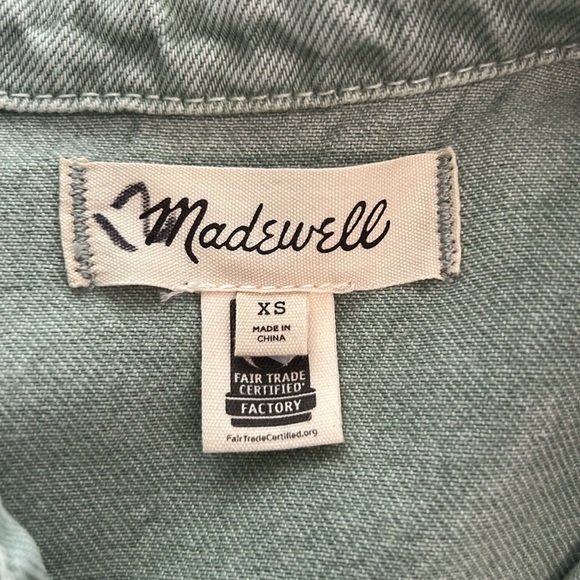 Madewell
XS
MADE IN
CHINA
FAIR TRADE
CERTIFIED
FACTORY
FairTradeCertified.org